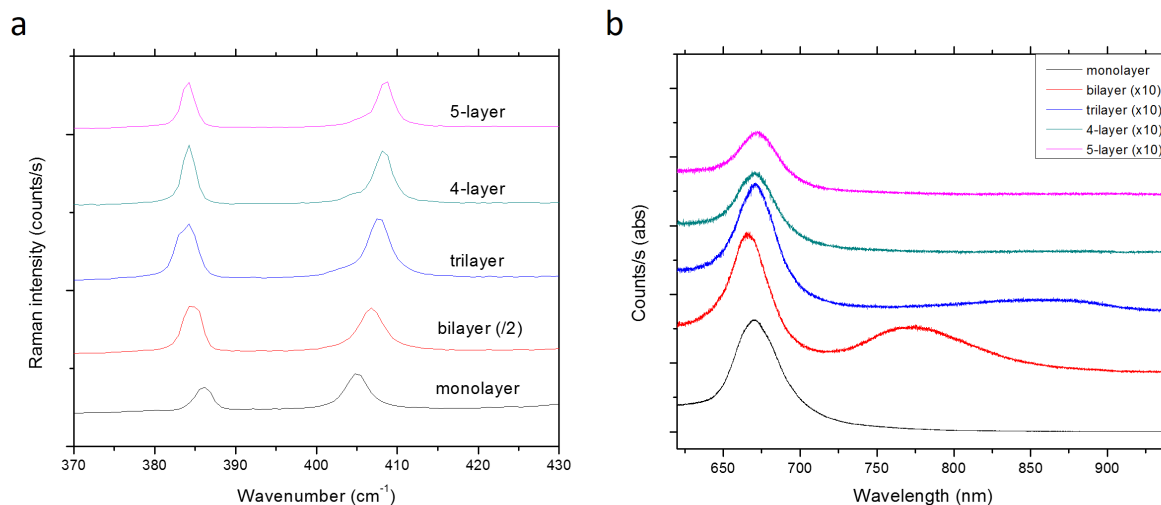 a
Raman intensity (counts/s)
5-layer
4-layer
trilayer
bilayer (/2)
monolayer
370
380
390
400
410
420
430
Wavenumber (cm⁻¹)
b
Counts/s (abs)
monolayer
bilayer (x10)
trilayer (x10)
4-layer (x10)
5-layer (x10)
650
700
750
800
850
900
Wavelength (nm)